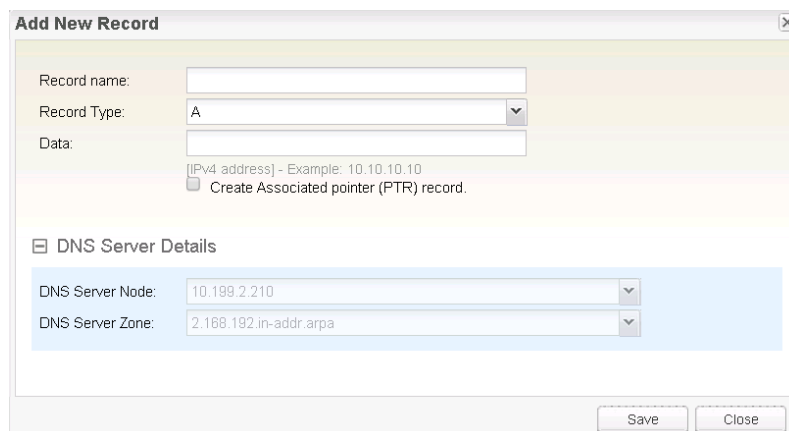 Add New Record
Record name:
Record Type: A
Data:
[IPv4 address] - Example: 10.10.10.10
Create Associated pointer (PTR) record.
DNS Server Details
DNS Server Node: 10.199.2.210
DNS Server Zone: 2.168.192.in-addr.arpa
Save Close